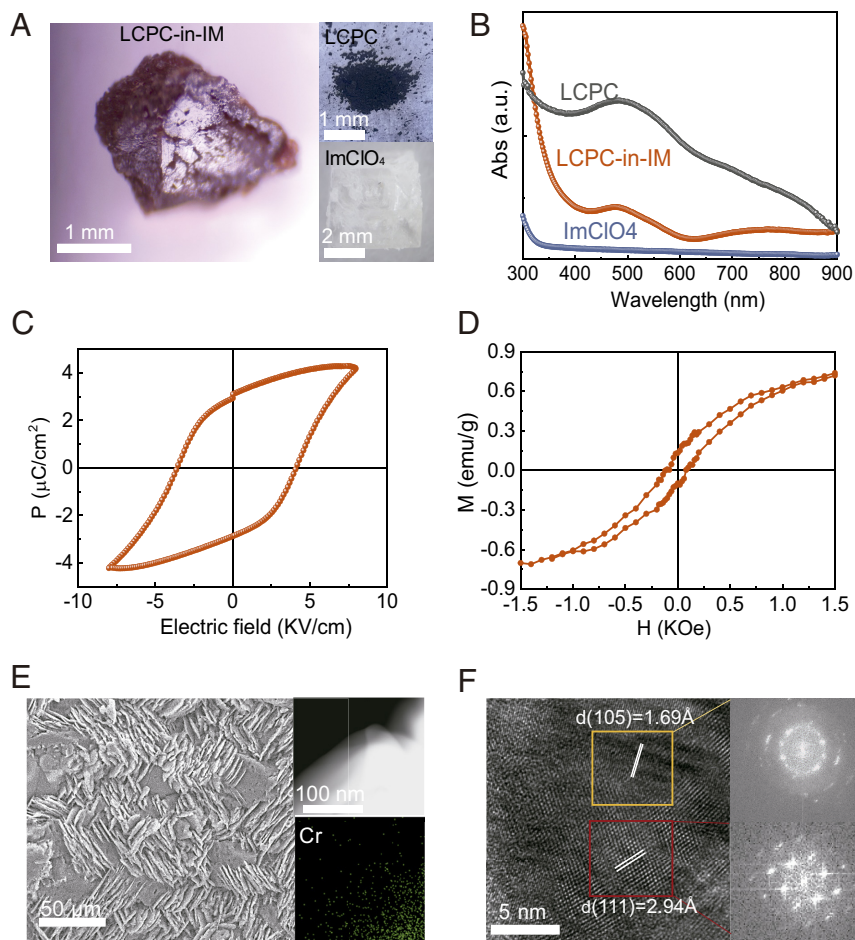 A
LCPC-in-IM
LCPC
1 mm
ImClO₄
1 mm
2 mm
B
Abs (a.u.)
LCPC
LCPC-in-IM
ImClO4
300 400 500 600 700 800 900
Wavelength (nm)
C
P (μC/cm²)
4
2
0
-2
-4
-10 -5 0 5 10
Electric field (KV/cm)
D
M (emu/g)
0.9
0.6
0.3
0.0
-0.3
-0.6
-0.9
-1.5 -1.0 -0.5 0.0 0.5 1.0 1.5
H (KOe)
E
50 μm
100 nm
Cr
F
d(105)=1.69Å
d(111)=2.94Å
5 nm